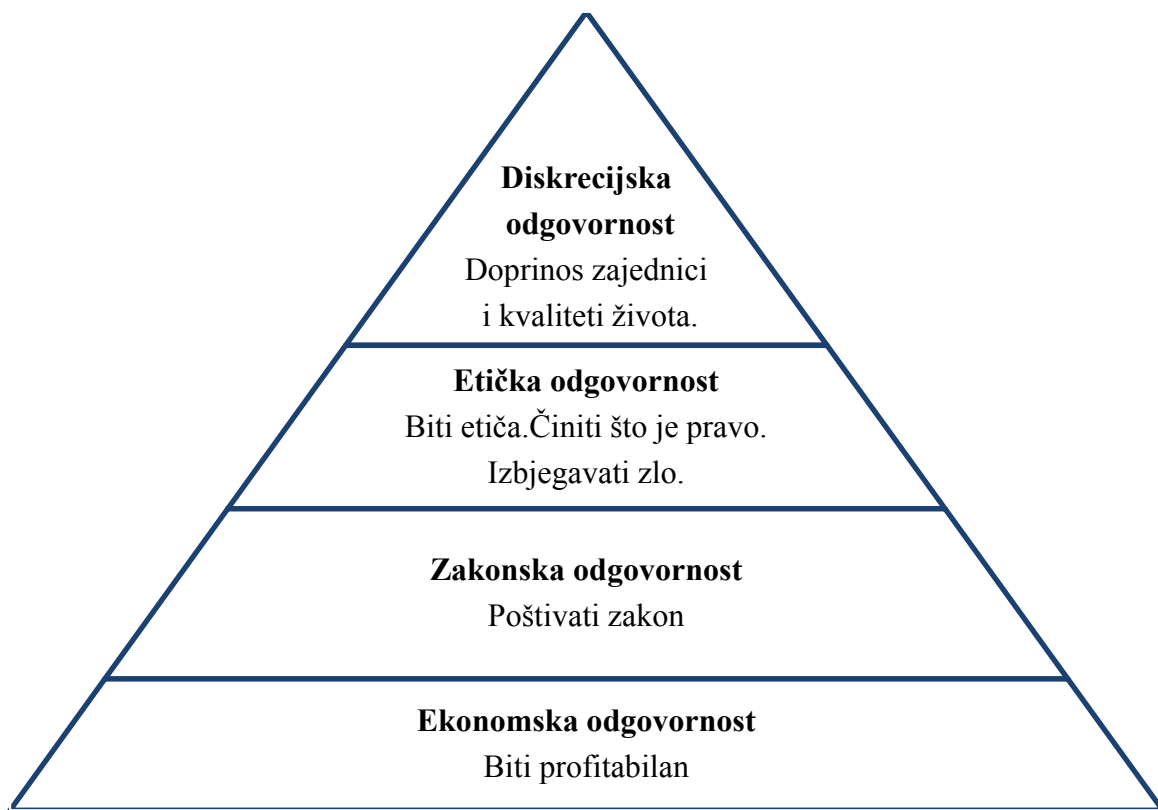 Diskrecijska
odgovornost
Doprinos zajednici
i kvaliteti života.
Etička odgovornost
Biti etiča.Činiti što je pravo.
Izbjegavati zlo.
Zakonska odgovornost
Poštivati zakon
Ekonomska odgovornost
Biti profitabilan